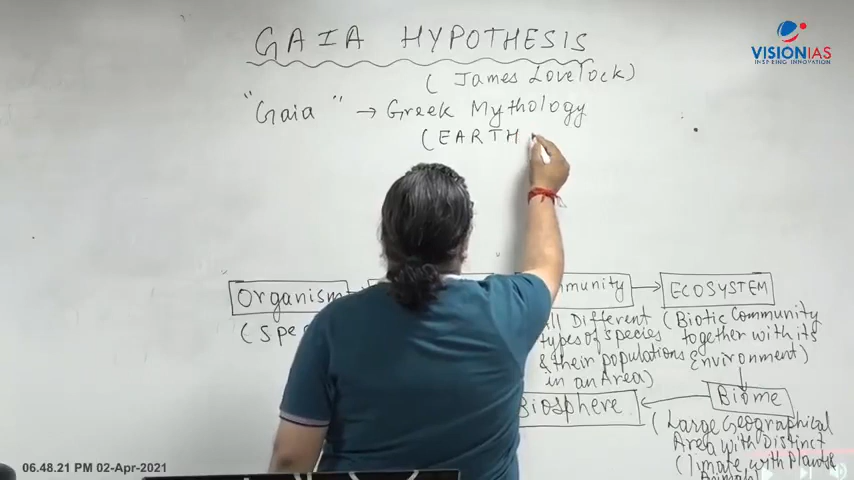 GAIA HYPOTHESIS
(James Lovelock)
"Gaia" → Greek Mythology
(EARTH
VISIONIAS
INSPIRING INNOVATION
Organism
mmunity → ECOSYSTEM
ll Different
types of species
& their populations
in an Area)
(Biotic Community
together with its
Environment)
Biosphere ← Biome
(Large Geographical
Area with Distinct
Climate with Plants &
Animals)
06.48.21 PM 02-Apr-2021